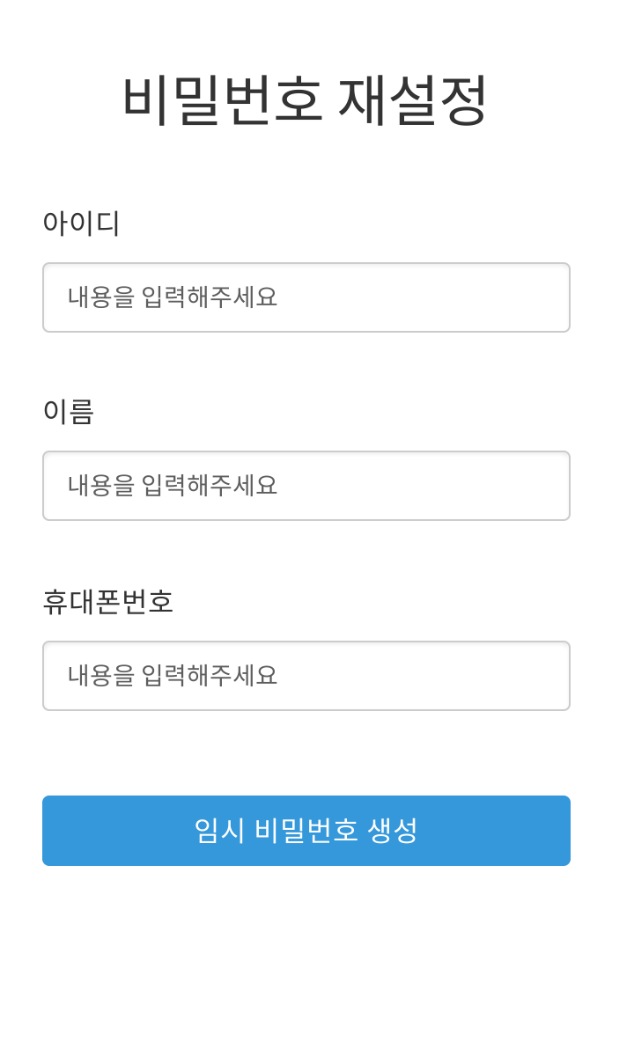 비밀번호 재설정
아이디
내용을 입력해주세요
이름
내용을 입력해주세요
휴대폰번호
내용을 입력해주세요
임시 비밀번호 생성